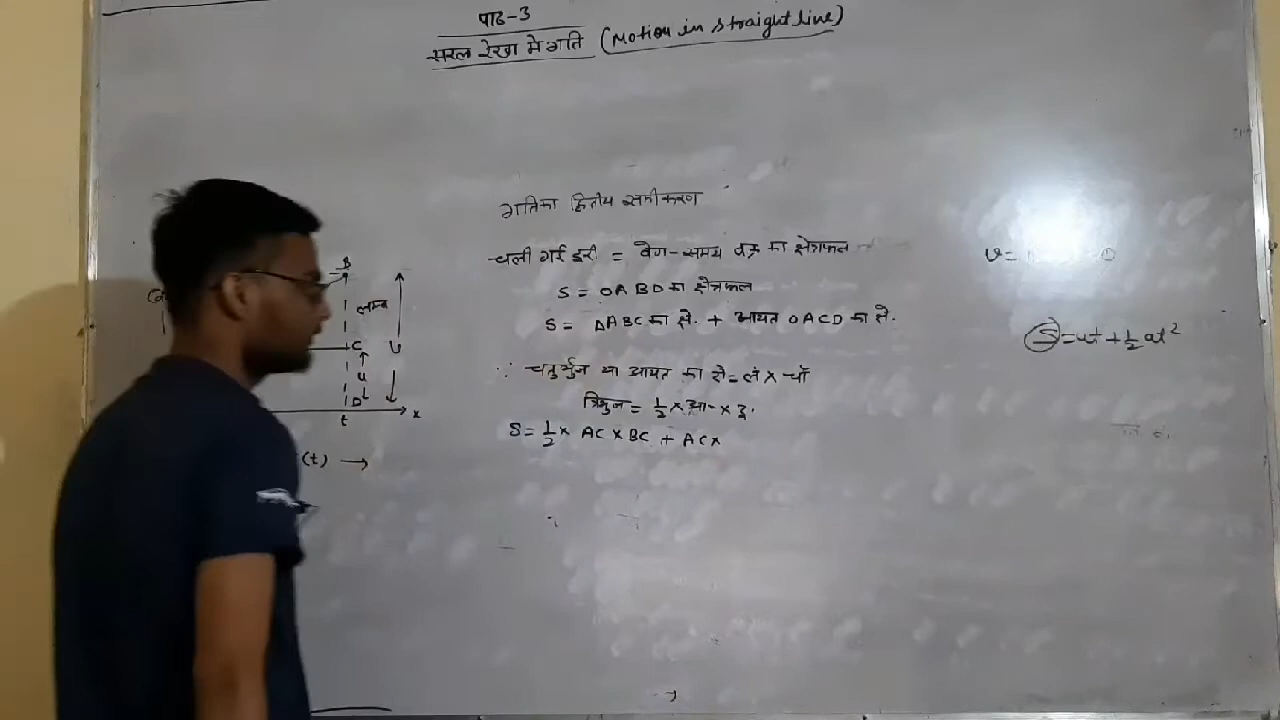 पाठ-3
सरल रेखा मे गति (Motion in straight line)
गति का द्वितीय समीकरण
चली गई दूरी = वेग-समय वक्र का क्षेत्रफल
S = OABD का क्षेत्रफल
S = ΔABC का क्षे. + आयत OACD का क्षे.
∵ चतुर्भुज या आयत का क्षे = लं × चौ
त्रिभुज = 1/2 × आ- × ऊं.
S = 1/2 × AC × BC + AC ×
B
लम्ब
C
u
D
t
x
(t) →
S = ut + 1/2 at²